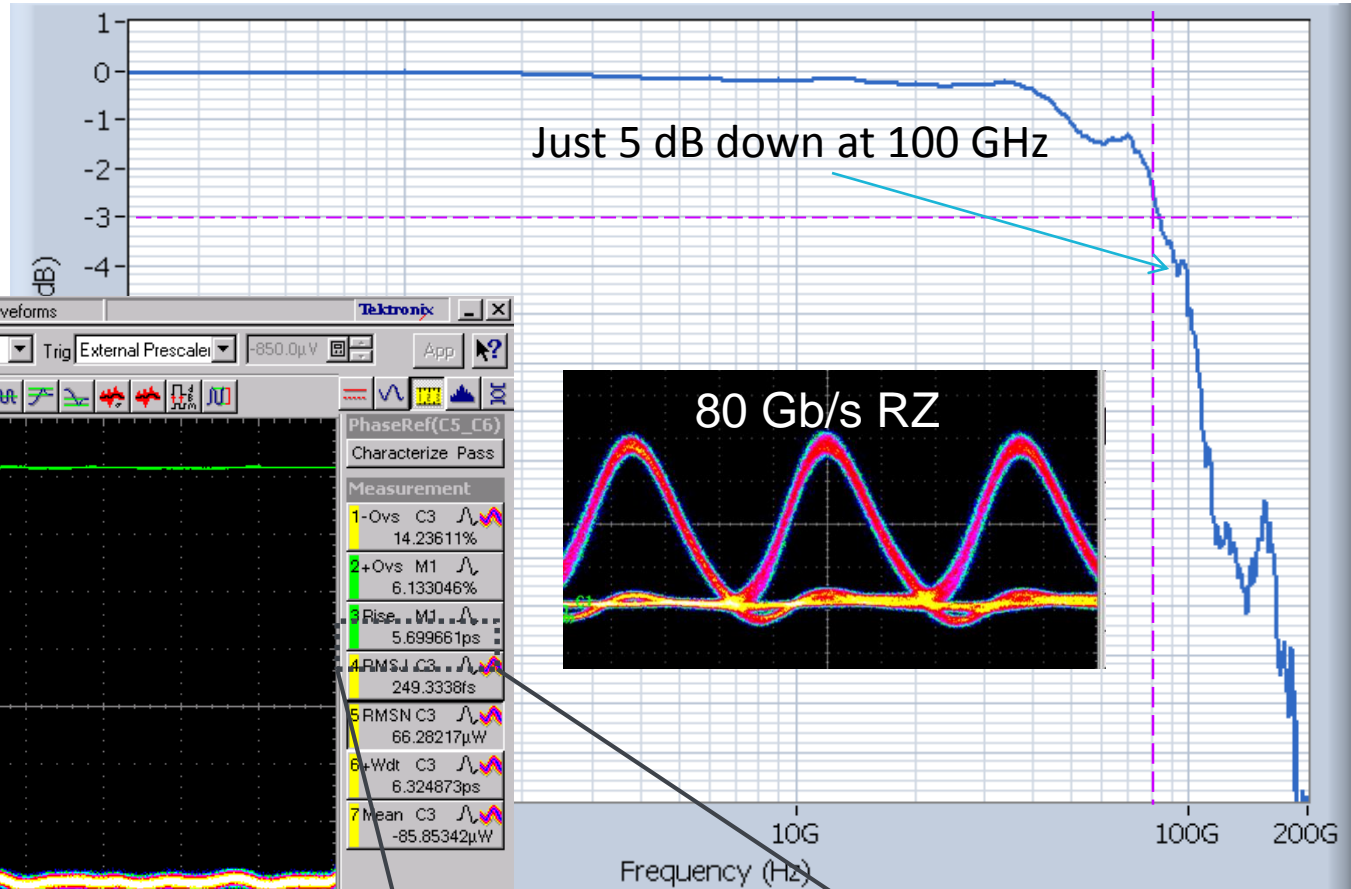 1
0
-1
-2
-3
-4
dB)
Just 5 dB down at 100 GHz
80 Gb/s RZ
10G
100G
200G
Frequency (Hz)
veforms
Tektronix
Trig External Prescaler -850.0µV
App
PhaseRef(C5_C6)
Characterize Pass
Measurement
1-Ovs C3
14.23611%
2+Ovs M1
6.133046%
3 Rise M1
5.699661ps
4 RMSJ C3
249.3338fs
5 RMSN C3
66.28217µW
6+Wdt C3
6.324873ps
7 Mean C3
-85.85342µW